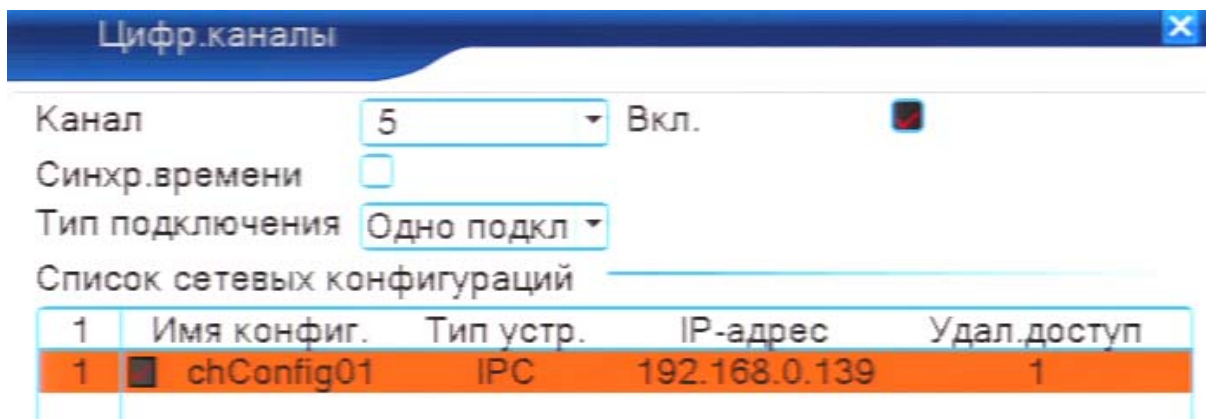 Цифр.каналы
Канал 5 Вкл.
Синхр.времени
Тип подключения Одно подкл
Список сетевых конфигураций
1 Имя конфиг. Тип устр. IP-адрес Удал.доступ
1 chConfig01 IPC 192.168.0.139 1